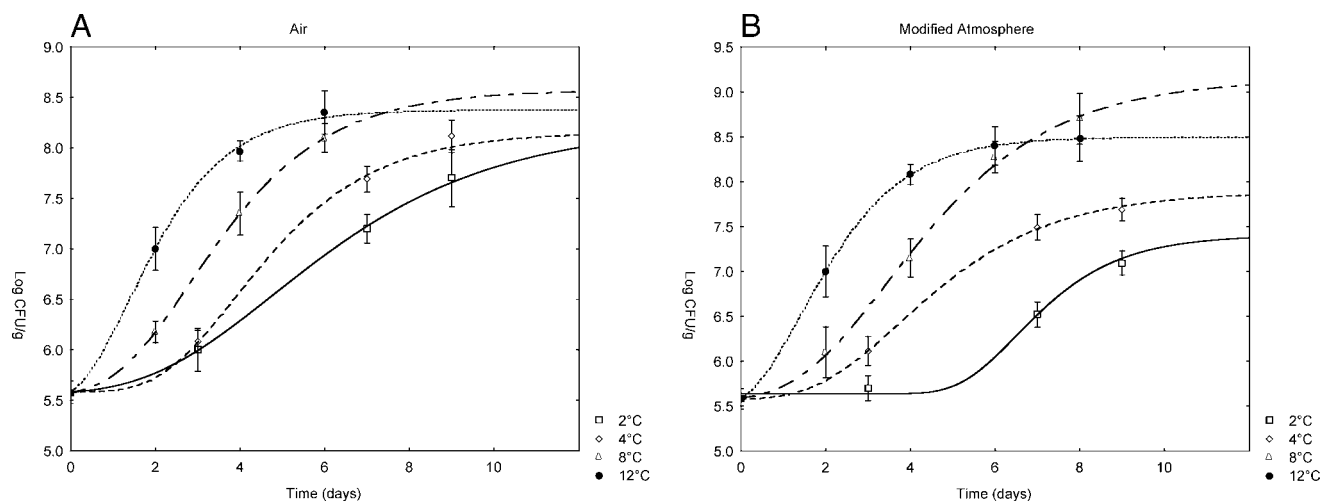 A
Air
9.0
8.5
8.0
7.5
7.0
6.5
6.0
5.5
5.0
Log CFU/g
0 2 4 6 8 10
Time (days)
2°C
4°C
8°C
12°C
B
Modified Atmosphere
9.5
9.0
8.5
8.0
7.5
7.0
6.5
6.0
5.5
5.0
Log CFU/g
0 2 4 6 8 10
Time (days)
2°C
4°C
8°C
12°C